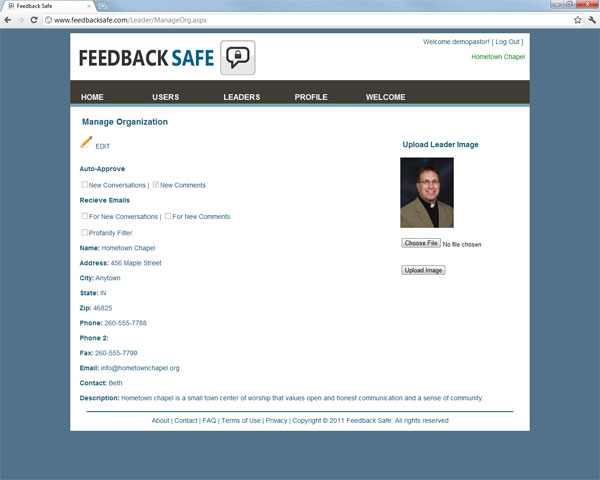 Feedback Safe
www.feedbacksafe.com/Leader/ManageOrg.aspx
FEEDBACK SAFE
Welcome demopastor! [ Log Out ]
Hometown Chapel
HOME USERS LEADERS PROFILE WELCOME
Manage Organization
EDIT
Upload Leader Image
Auto-Approve
New Conversations | New Comments
Recieve Emails
For New Conversations | For New Comments
Profanity Filter
Choose File No file chosen
Name: Hometown Chapel
Address: 456 Maple Street
Upload Image
City: Anytown
State: IN
Zip: 46825
Phone: 260-555-7788
Phone 2:
Fax: 260-555-7799
Email: info@hometownchapel.org
Contact: Beth
Description: Hometown chapel is a small town center of worship that values open and honest communication and a sense of community.
About | Contact | FAQ | Terms of Use | Privacy | Copyright © 2011 Feedback Safe. All rights reserved